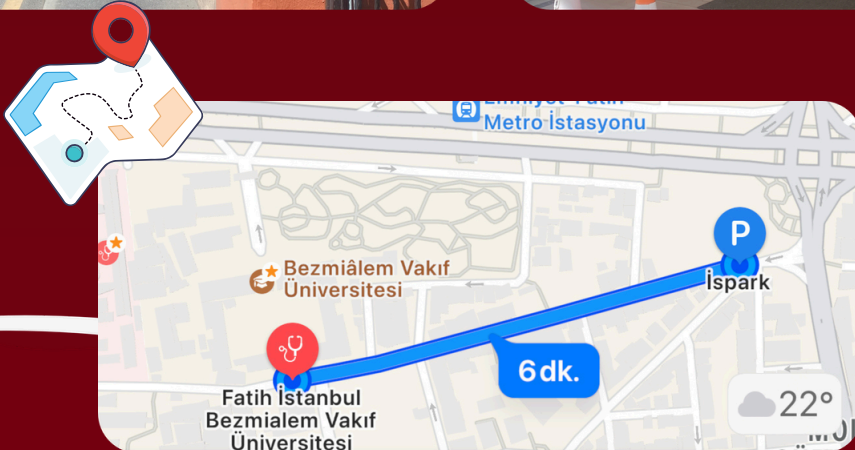 Emniyet-Fatih
Metro İstasyonu
P
İspark
Bezmiâlem Vakıf
Üniversitesi
6 dk.
Fatih İstanbul
Bezmialem Vakıf
Üniversitesi
22°